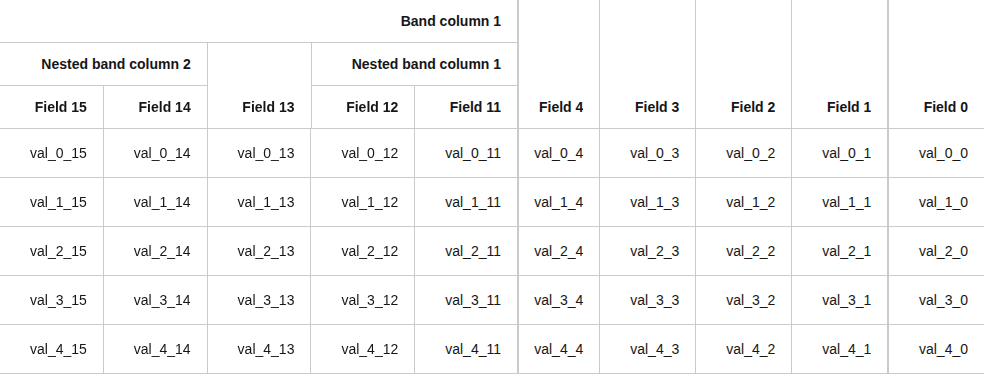 Band column 1
Nested band column 2 Nested band column 1
Field 15 Field 14 Field 13 Field 12 Field 11 Field 4 Field 3 Field 2 Field 1 Field 0
val_0_15 val_0_14 val_0_13 val_0_12 val_0_11 val_0_4 val_0_3 val_0_2 val_0_1 val_0_0
val_1_15 val_1_14 val_1_13 val_1_12 val_1_11 val_1_4 val_1_3 val_1_2 val_1_1 val_1_0
val_2_15 val_2_14 val_2_13 val_2_12 val_2_11 val_2_4 val_2_3 val_2_2 val_2_1 val_2_0
val_3_15 val_3_14 val_3_13 val_3_12 val_3_11 val_3_4 val_3_3 val_3_2 val_3_1 val_3_0
val_4_15 val_4_14 val_4_13 val_4_12 val_4_11 val_4_4 val_4_3 val_4_2 val_4_1 val_4_0